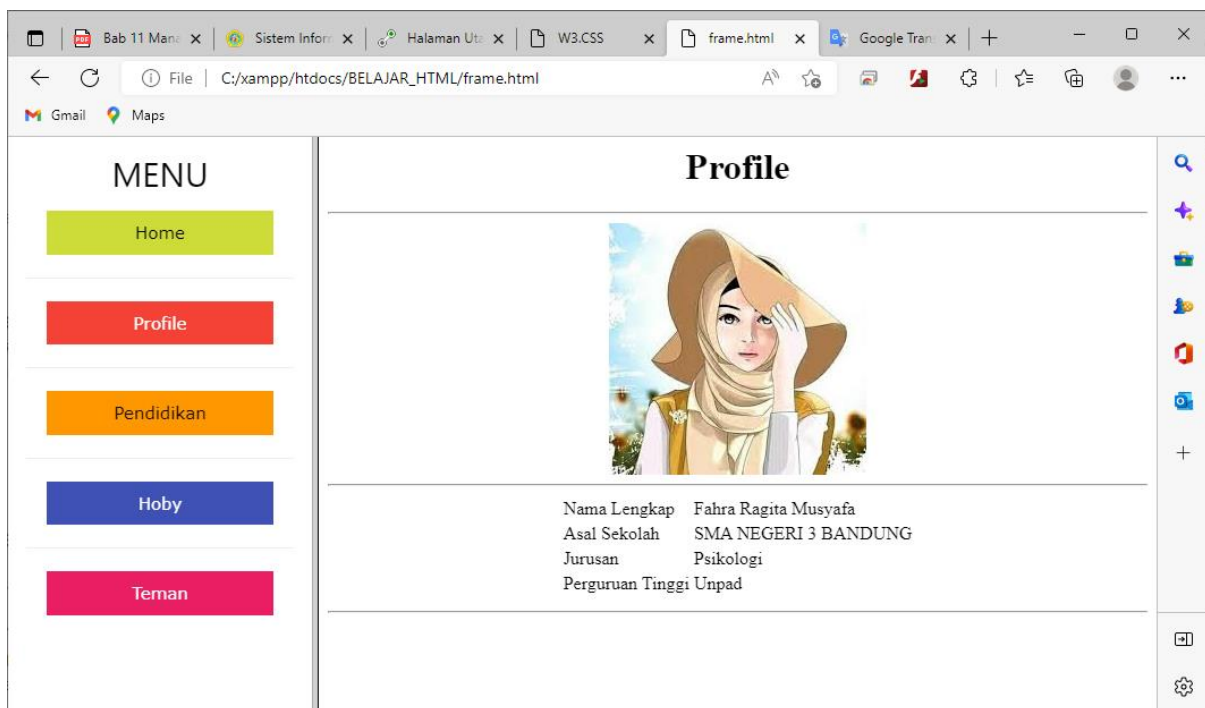 Bab 11 Mana
Sistem Inforr
Halaman Uta
W3.CSS
frame.html
Google Tran
File
C:/xampp/htdocs/BELAJAR_HTML/frame.html
Gmail
Maps
MENU
Home
Profile
Pendidikan
Hoby
Teman
Profile
Nama Lengkap Fahra Ragita Musyafa
Asal Sekolah SMA NEGERI 3 BANDUNG
Jurusan Psikologi
Perguruan Tinggi Unpad